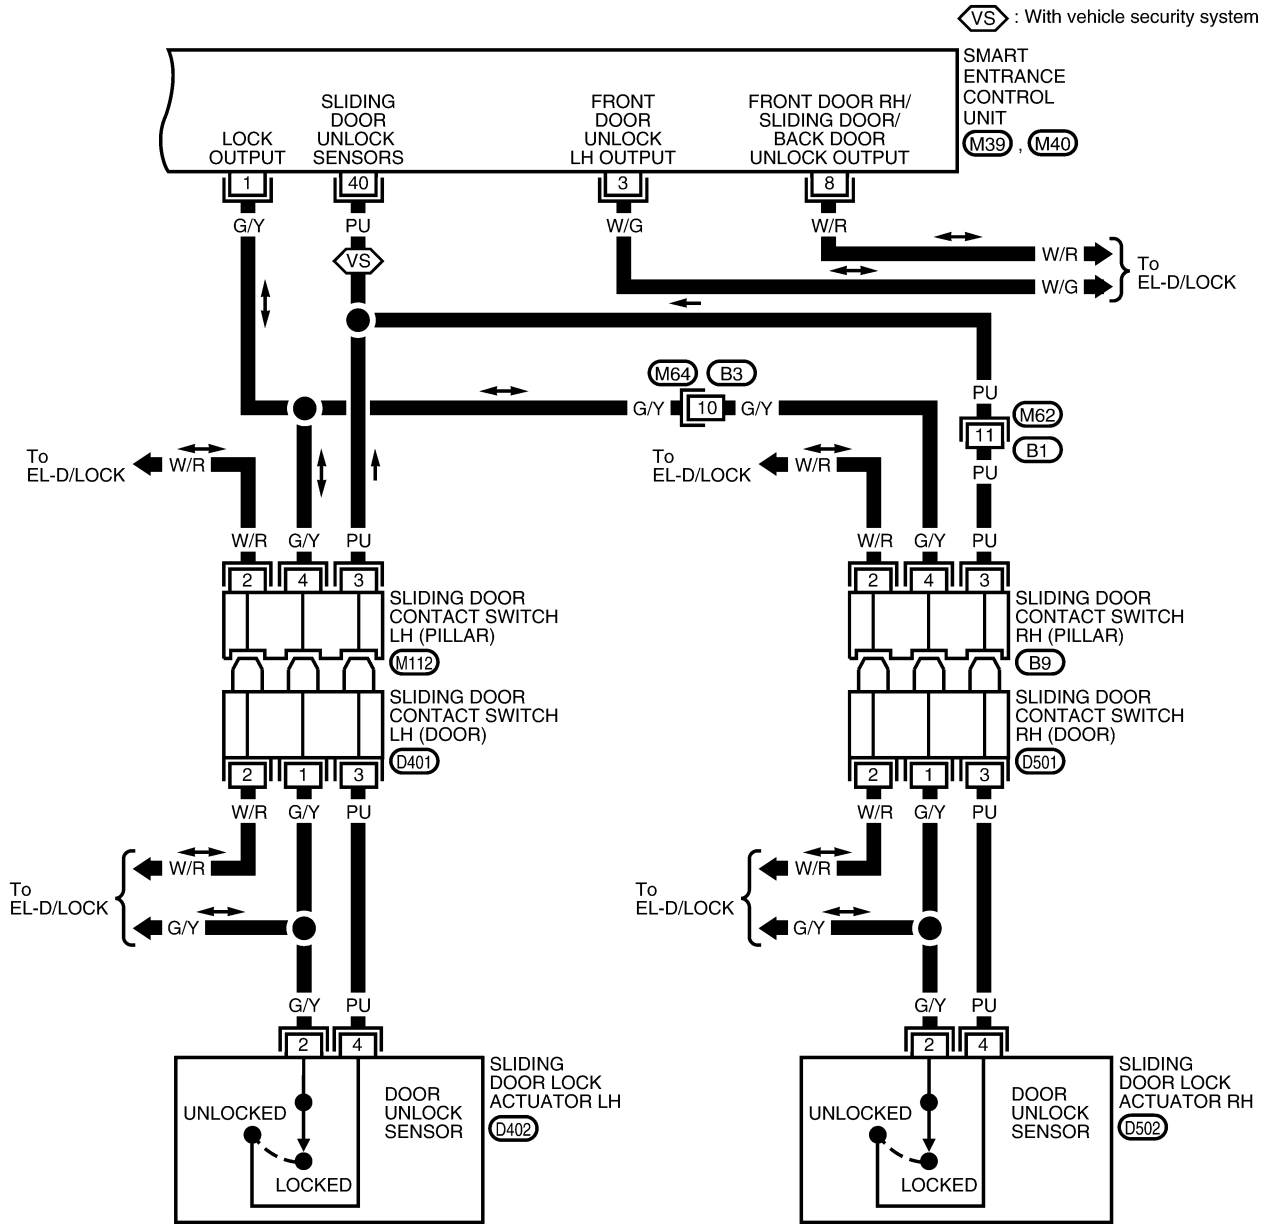 VS : With vehicle security system
SMART
ENTRANCE
CONTROL
UNIT
M39 , M40
LOCK
OUTPUT
SLIDING
DOOR
UNLOCK
SENSORS
FRONT
DOOR
UNLOCK
LH OUTPUT
FRONT DOOR RH/
SLIDING DOOR/
BACK DOOR
UNLOCK OUTPUT
1 40 3 8
G/Y PU W/G W/R
VS
W/R
W/G
To
EL-D/LOCK
M64 B3
G/Y 10 G/Y
PU
11
M62
B1
PU
To
EL-D/LOCK
W/R
To
EL-D/LOCK
W/R
W/R G/Y PU
2 4 3
SLIDING DOOR
CONTACT SWITCH
LH (PILLAR)
M112
SLIDING DOOR
CONTACT SWITCH
LH (DOOR)
D401
2 1 3
W/R G/Y PU
W/R G/Y PU
2 4 3
SLIDING DOOR
CONTACT SWITCH
RH (PILLAR)
B9
SLIDING DOOR
CONTACT SWITCH
RH (DOOR)
D501
2 1 3
W/R G/Y PU
To
EL-D/LOCK
W/R
G/Y
To
EL-D/LOCK
W/R
G/Y
G/Y PU
2 4
UNLOCKED
LOCKED
DOOR
UNLOCK
SENSOR
SLIDING
DOOR LOCK
ACTUATOR LH
D402
G/Y PU
2 4
UNLOCKED
LOCKED
DOOR
UNLOCK
SENSOR
SLIDING
DOOR LOCK
ACTUATOR RH
D502